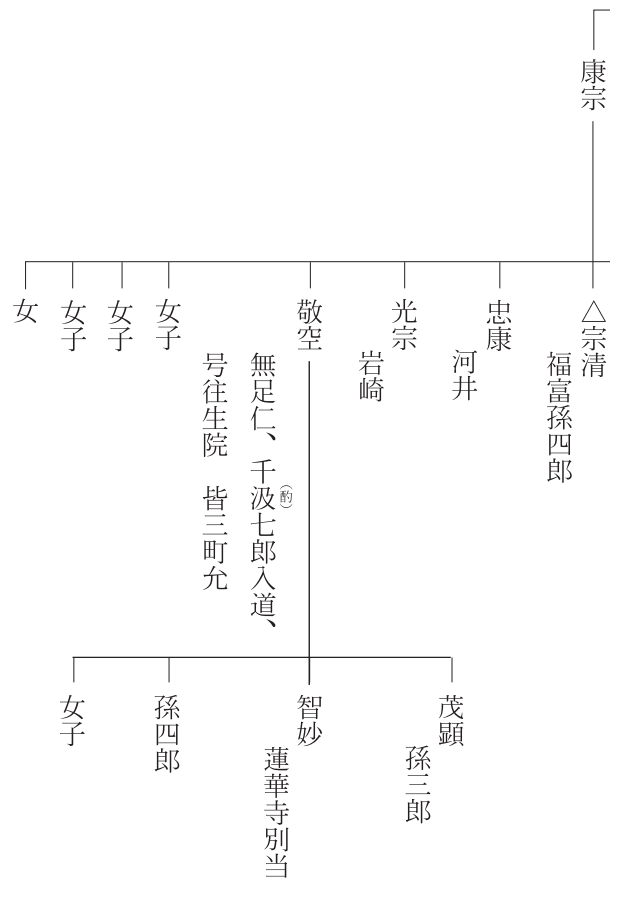 康宗
△宗清
福富孫四郎
忠康
河井
光宗
岩崎
敬空
無足仁、千汲七郎入道、
(酌)
号往生院　皆三町允
女子
女子
女子
女
茂顕
孫三郎
智妙
蓮華寺別当
孫四郎
女子